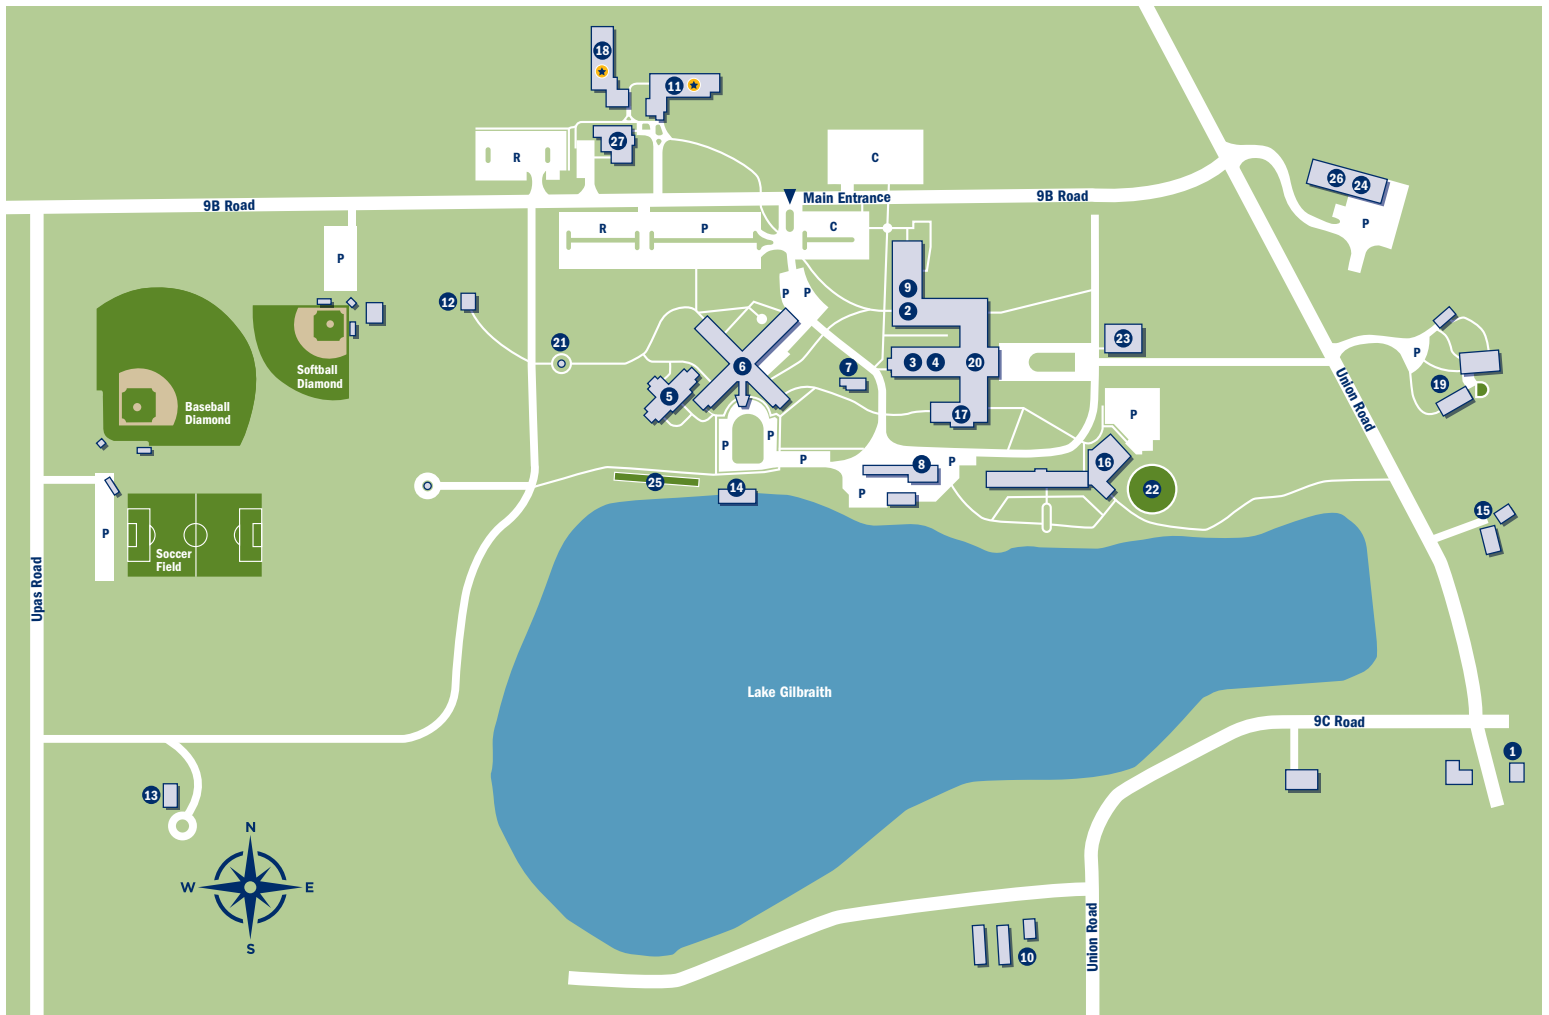 18
11
27
R
C
9B Road
Main Entrance
9B Road
26
24
P
R
P
C
P
P
P
9
2
12
21
23
3
4
20
7
6
5
17
P
19
Softball
Diamond
Baseball
Diamond
Union Road
P
P
P
P
P
8
16
25
14
P
22
15
P
Soccer
Field
Upas Road
Lake Gilbraith
9C Road
1
13
N
W
E
S
10
Union Road